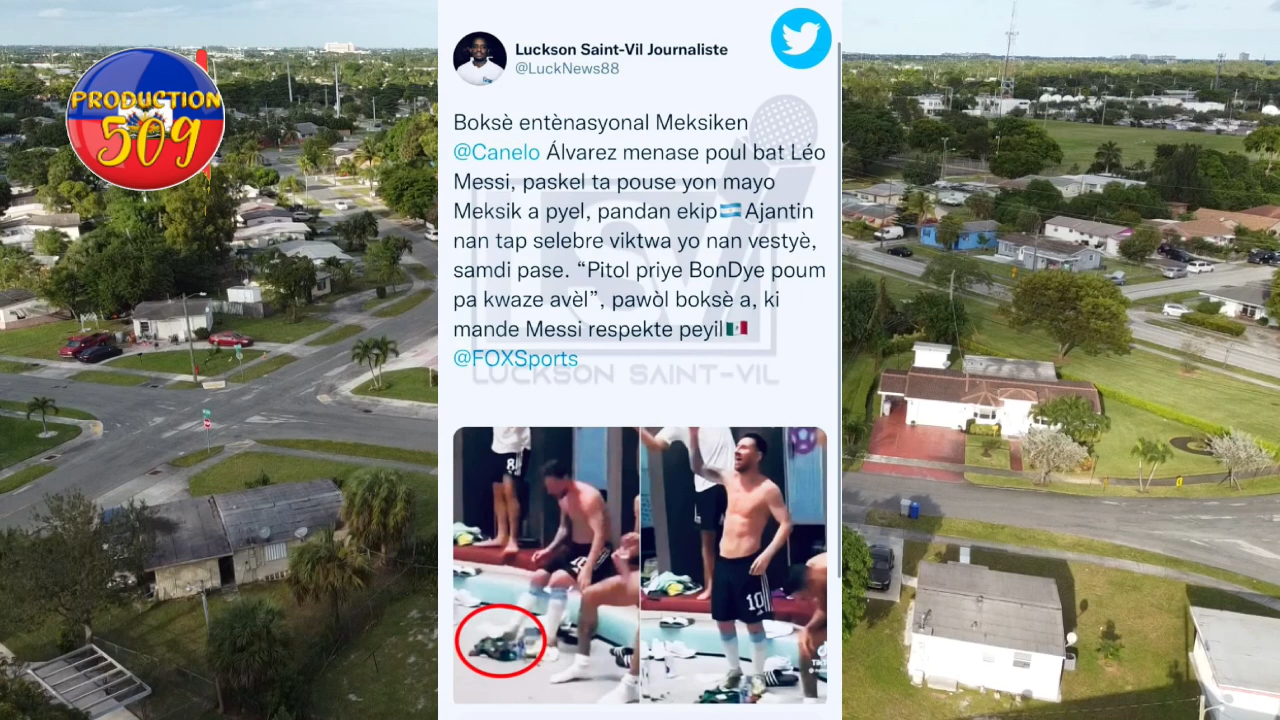 PRODUCTION
509
Luckson Saint-Vil Journaliste
@LuckNews88
Boksè entènasyonal Meksiken
@Canelo Álvarez menase poul bat Léo
Messi, paskel ta pouse yon mayo
Meksik a pyel, pandan ekip🇦🇷Ajantin
nan tap selebre viktwa yo nan vestyè,
samdi pase. “Pitol priye BonDye poum
pa kwaze avèl”, pawòl boksè a, ki
mande Messi respekte peyil🇲🇽
@FOXSports
LSV
LUCKSON SAINT-VIL
8
10